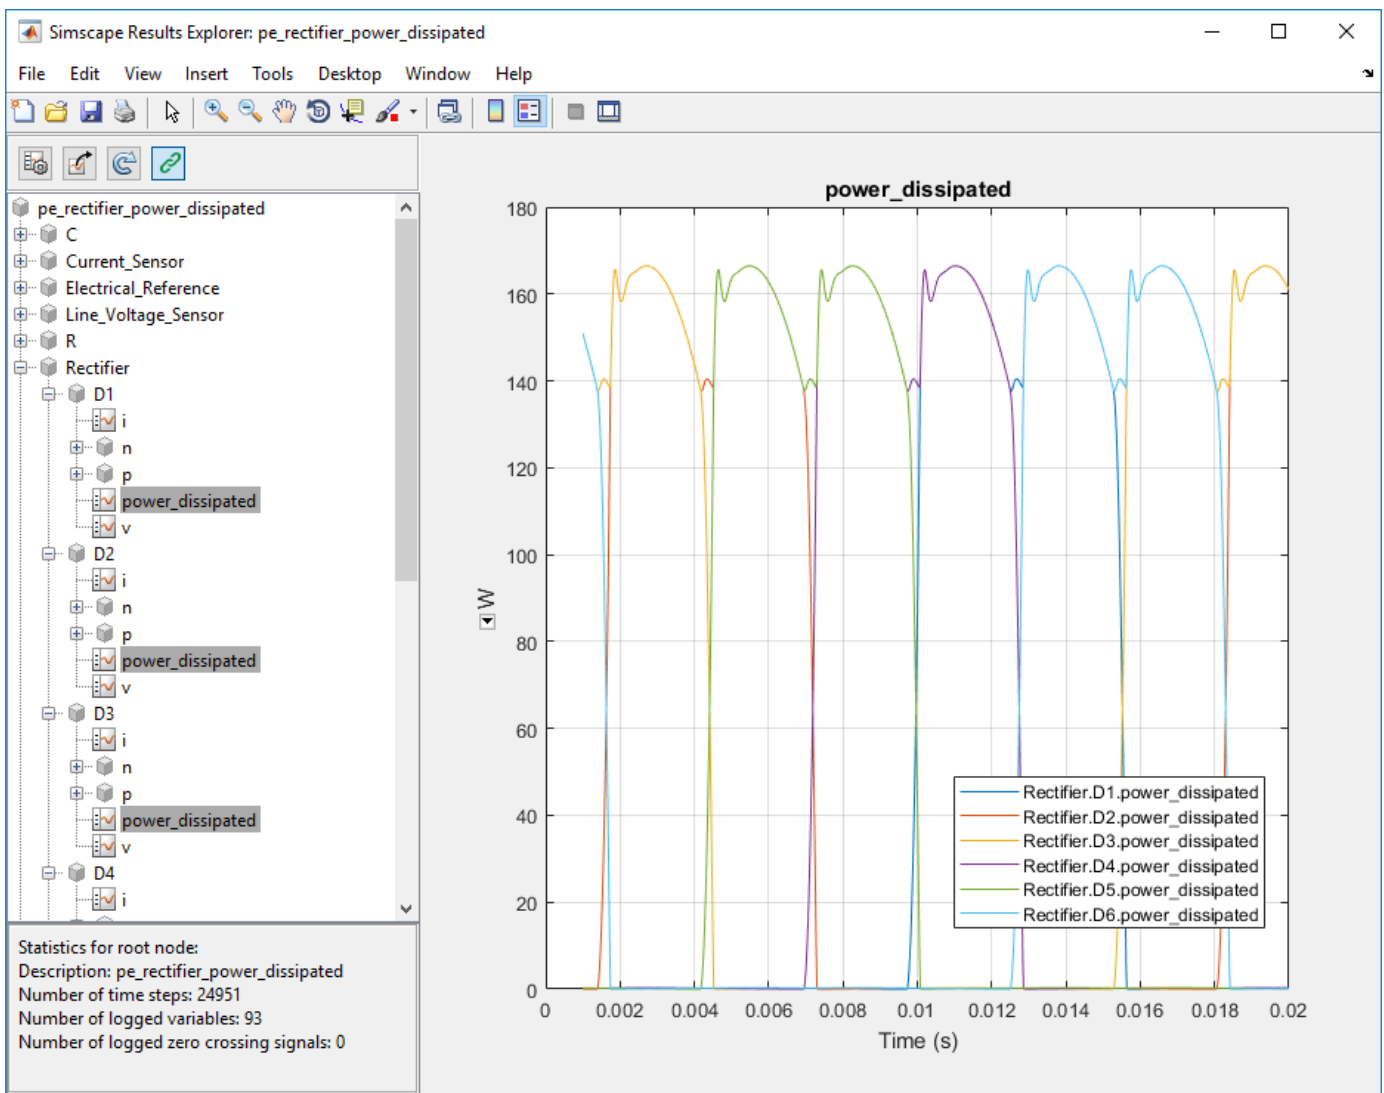 Simscape Results Explorer: pe_rectifier_power_dissipated
File Edit View Insert Tools Desktop Window Help
pe_rectifier_power_dissipated
C
Current_Sensor
Electrical_Reference
Line_Voltage_Sensor
R
Rectifier
D1
i
n
p
power_dissipated
v
D2
i
n
p
power_dissipated
v
D3
i
n
p
power_dissipated
v
D4
i
Statistics for root node:
Description: pe_rectifier_power_dissipated
Number of time steps: 24951
Number of logged variables: 93
Number of logged zero crossing signals: 0
power_dissipated
180
160
140
120
100
80
60
40
20
0
W
Rectifier.D1.power_dissipated
Rectifier.D2.power_dissipated
Rectifier.D3.power_dissipated
Rectifier.D4.power_dissipated
Rectifier.D5.power_dissipated
Rectifier.D6.power_dissipated
0 0.002 0.004 0.006 0.008 0.01 0.012 0.014 0.016 0.018 0.02
Time (s)